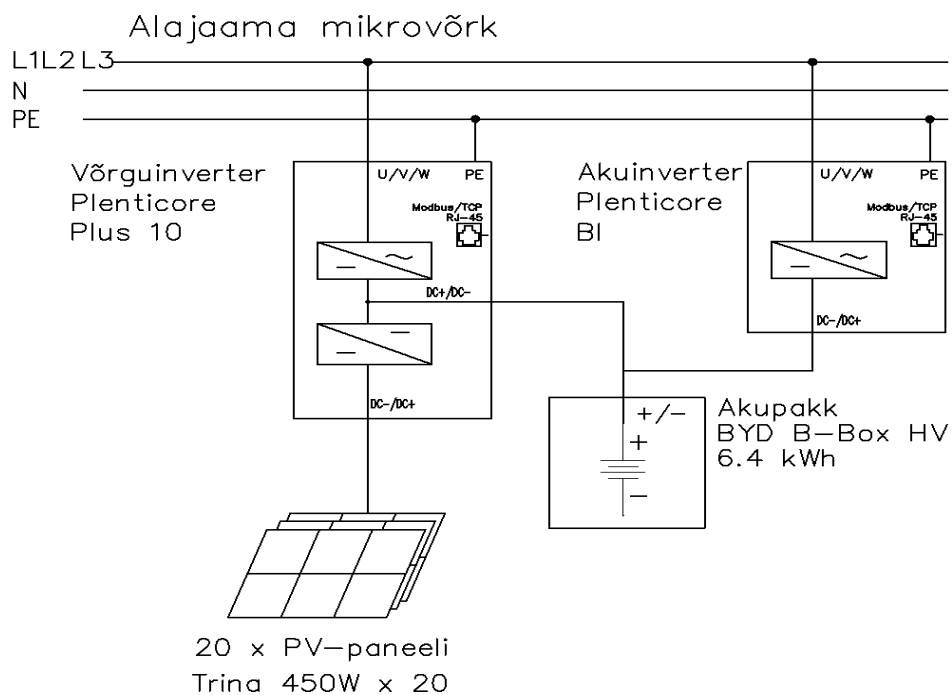 Alajaama mikrovõrk
L1L2L3
N
PE
Võrguinverter
Plenticore
Plus 10
U/V/W PE
Modbus/TCP
RJ-45
DC+/DC-
DC-/DC+
Akuinverter
Plenticore
BI
U/V/W PE
Modbus/TCP
RJ-45
DC-/DC+
+/-
+
-
Akupakk
BYD B-Box HV
6.4 kWh
20 x PV-paneeli
Trina 450W x 20